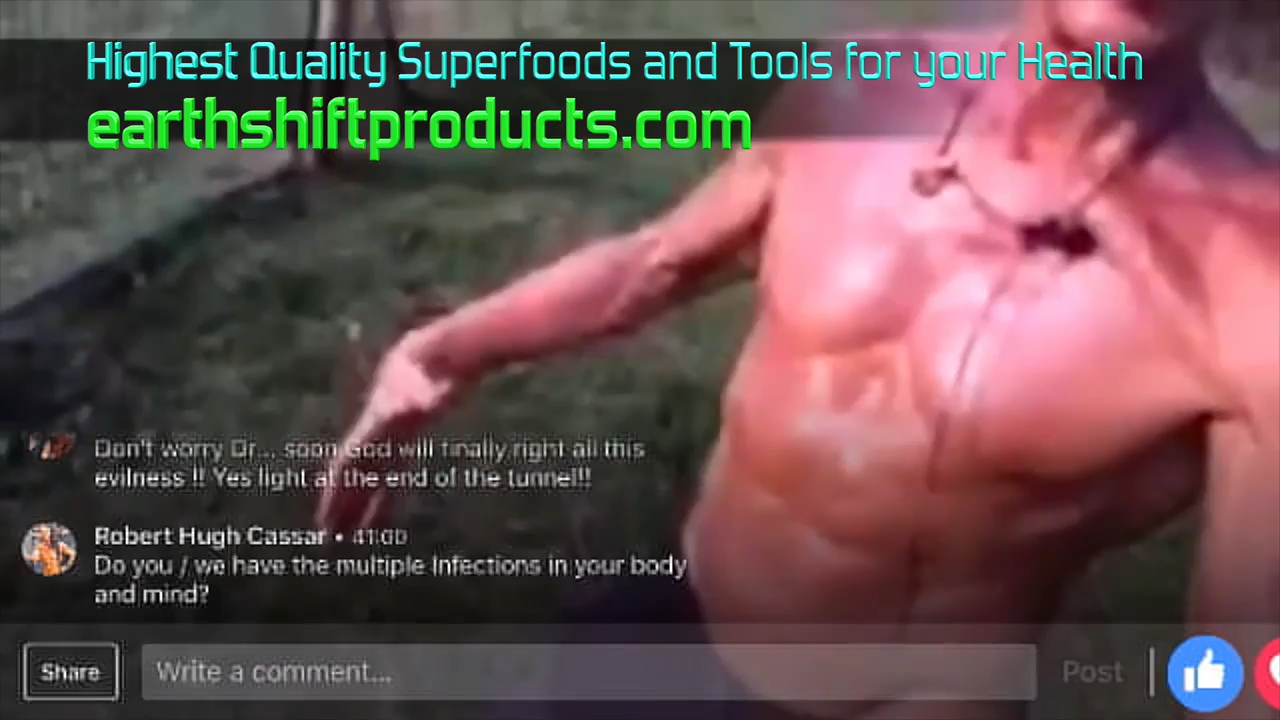 Highest Quality Superfoods and Tools for your Health
earthshiftproducts.com
Don't worry Dr... soon God will finally right all this
evilness !! Yes light at the end of the tunnel!!
Robert Hugh Cassar • 41:00
Do you / we have the multiple Infections in your body
and mind?
Share
Write a comment...
Post